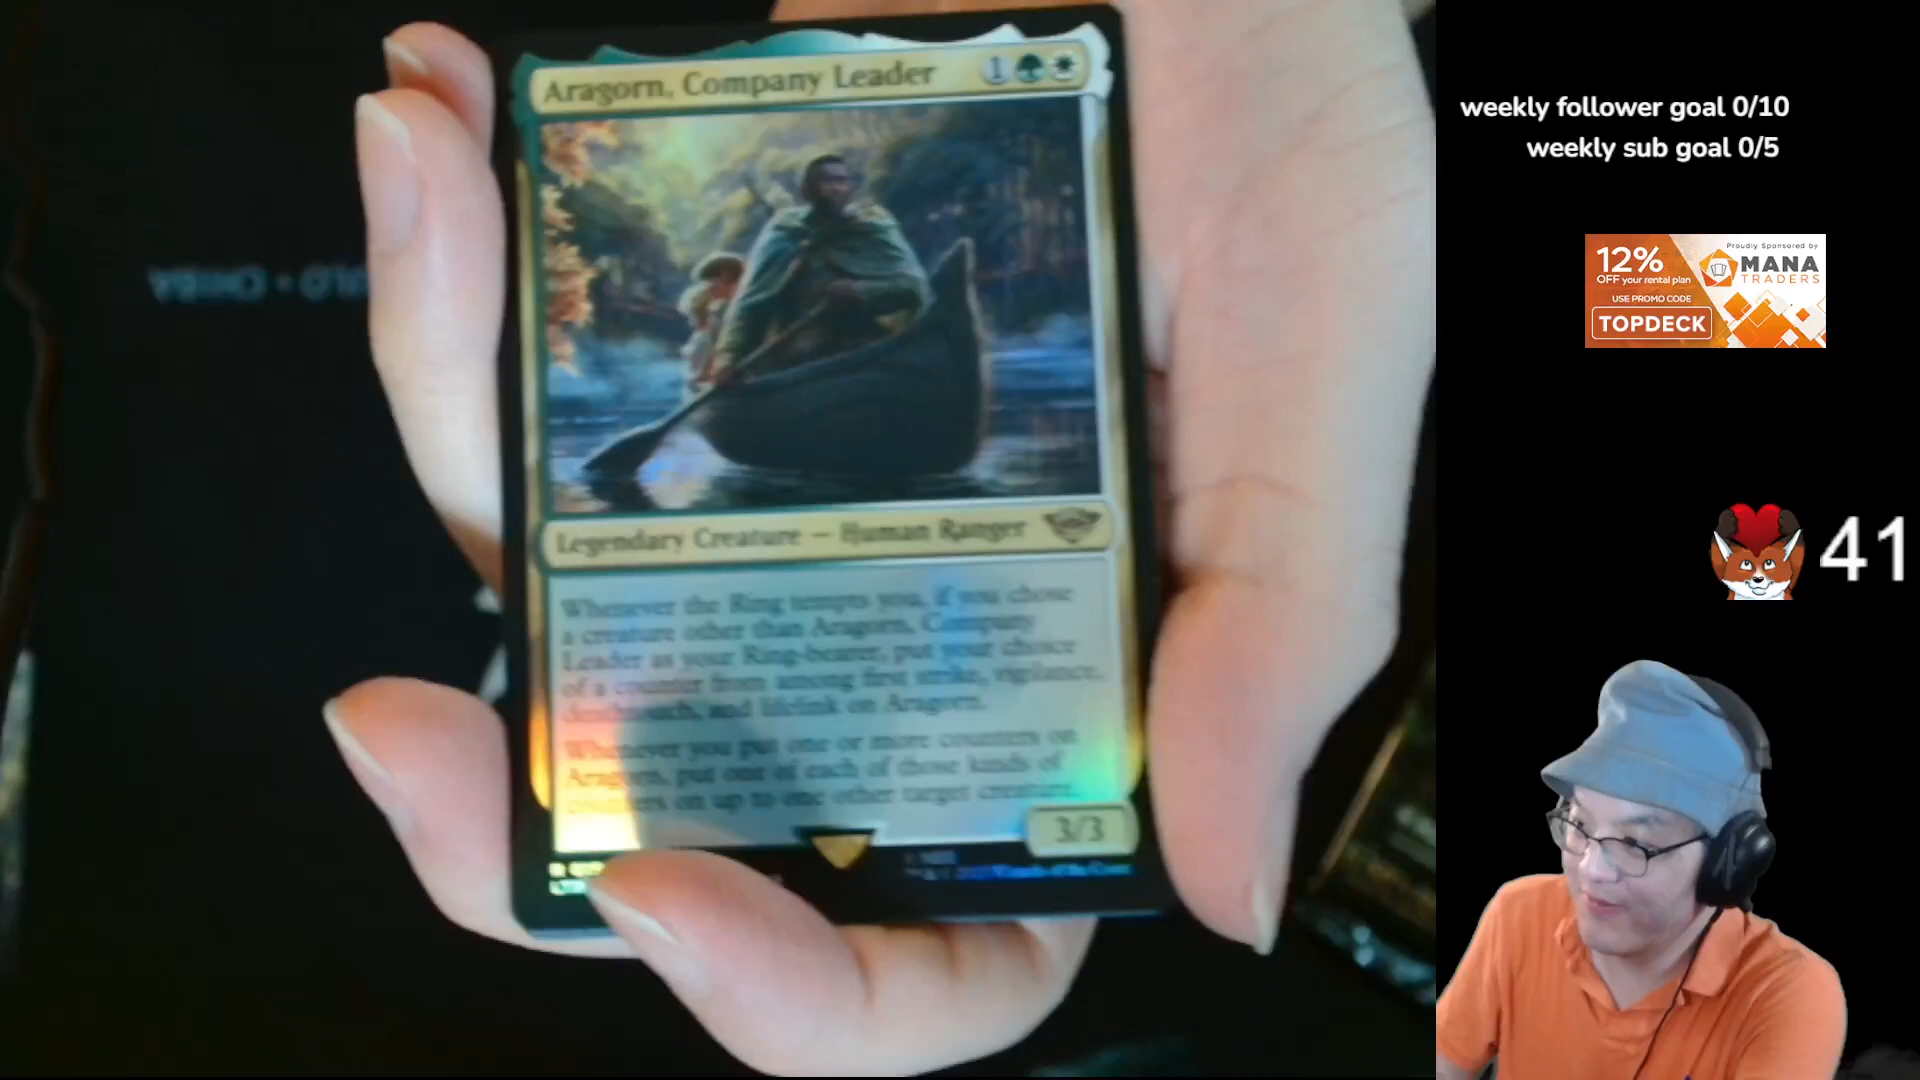 Aragorn, Company Leader
1
Legendary Creature — Human Ranger
Whenever the Ring tempts you, if you chose
a creature other than Aragorn, Company
Leader as your Ring-bearer, put your choice
of a counter from among first strike, vigilance,
deathtouch, and lifelink on Aragorn.
Whenever you put one or more counters on
Aragorn, put one of each of those kinds of
counters on up to one other target creature.
3/3
weekly follower goal 0/10
weekly sub goal 0/5
12%
OFF your rental plan
USE PROMO CODE
TOPDECK
Proudly Sponsored by
MANA
TRADERS
41